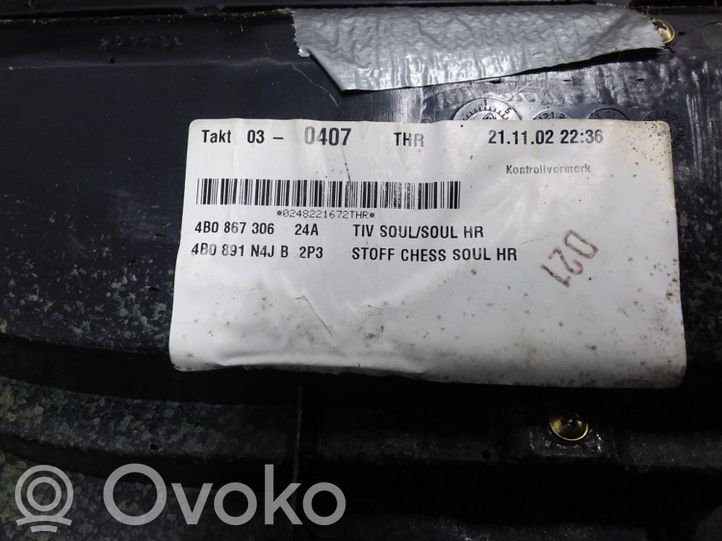 Takt 03 - 0407 THR 21.11.02 22:36
Kontrollvermerk
*0248221672THR*
4B0 867 306 24A TIV SOUL/SOUL HR
4B0 891 N4J B 2P3 STOFF CHESS SOUL HR
D21
Ovoko